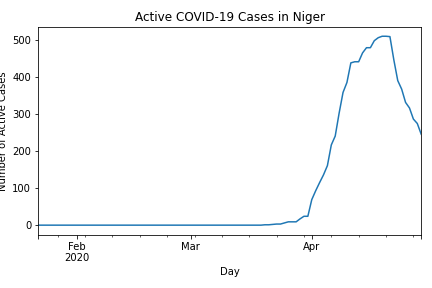 Active COVID-19 Cases in Niger
Number of Active Cases
500
400
300
200
100
0
Feb
2020
Mar
Apr
Day